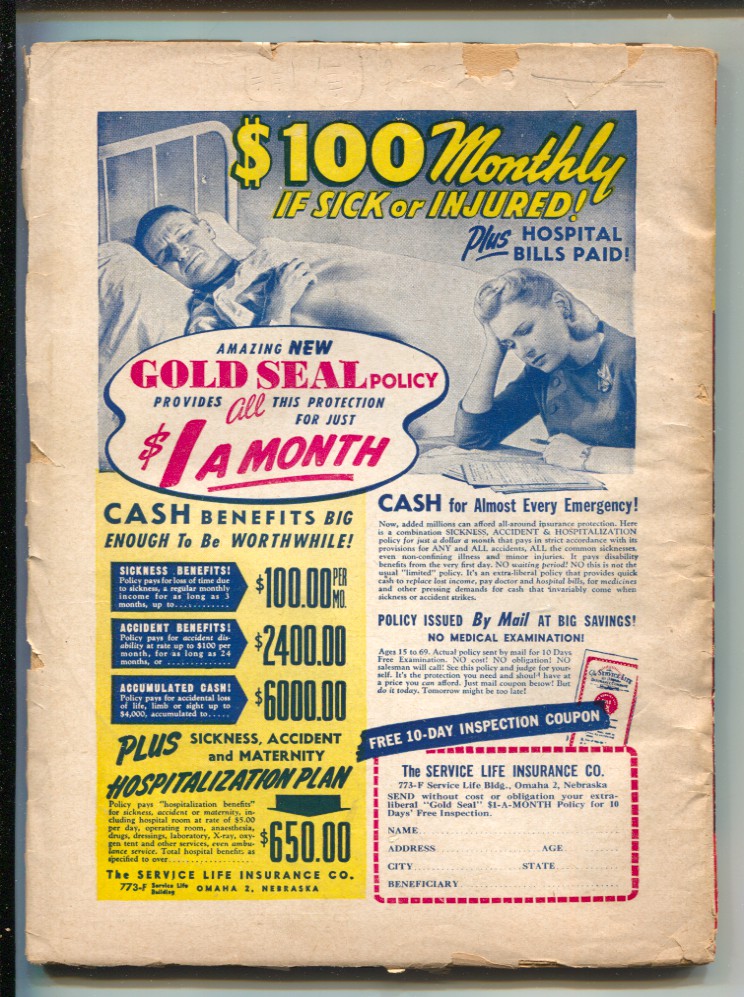 $100 Monthly
IF SICK or INJURED!
Plus HOSPITAL
BILLS PAID!
AMAZING NEW
GOLD SEAL POLICY
PROVIDES All THIS PROTECTION
FOR JUST
$1 A MONTH
CASH BENEFITS BIG
ENOUGH To Be WORTHWHILE!
SICKNESS BENEFITS!
Policy pays for loss of time due
to sickness, a regular monthly
income for as long as 3
months, up to............
$100.00 PER MO.
ACCIDENT BENEFITS!
Policy pays for accident dis-
ability at rate up to $100 per
month, for as long as 24
months, or ............
$2400.00
ACCUMULATED CASH!
Policy pays for accidental loss
of life, limb or sight up to
$4,000, accumulated to.....
$6000.00
PLUS SICKNESS, ACCIDENT
and MATERNITY
HOSPITALIZATION PLAN
Policy pays "hospitalization benefits"
for sickness, accident or maternity, in-
cluding hospital room at rate of $5.00
per day, operating room, anaesthesia,
drugs, dressings, laboratory, X-ray, oxy-
gen tent and other services, even ambu-
lance service. Total hospital benefits as
specified to over...............
$650.00
The SERVICE LIFE INSURANCE CO.
773-F Service Life Building OMAHA 2, NEBRASKA
CASH for Almost Every Emergency!
Now, added millions can afford all-around insurance protection. Here
is a combination SICKNESS, ACCIDENT & HOSPITALIZATION
policy for just a dollar a month that pays in strict accordance with its
provisions for ANY and ALL accidents, ALL the common sicknesses,
even non-confining illness and minor injuries. It pays disability
benefits from the very first day. NO waiting period! NO this is not the
usual "limited" policy. It's an extra-liberal policy that provides quick
cash to replace lost income, pay doctor and hospital bills, for medicines
and other pressing demands for cash that invariably come when
sickness or accident strikes.
POLICY ISSUED By Mail AT BIG SAVINGS!
NO MEDICAL EXAMINATION!
Ages 15 to 69. Actual policy sent by mail for 10 Days
Free Examination. NO cost! NO obligation! NO
salesman will call! See this policy and judge for your-
self. It's the protection you need and should have at
a price you can afford. Just mail coupon below! But
do it today. Tomorrow might be too late!
The SERVICE LIFE
FREE 10-DAY INSPECTION COUPON
The SERVICE LIFE INSURANCE CO.
773-F Service Life Bldg., Omaha 2, Nebraska
SEND without cost or obligation your extra-
liberal "Gold Seal" $1-A-MONTH Policy for 10
Days' Free Inspection.
NAME
ADDRESS AGE
CITY STATE
BENEFICIARY